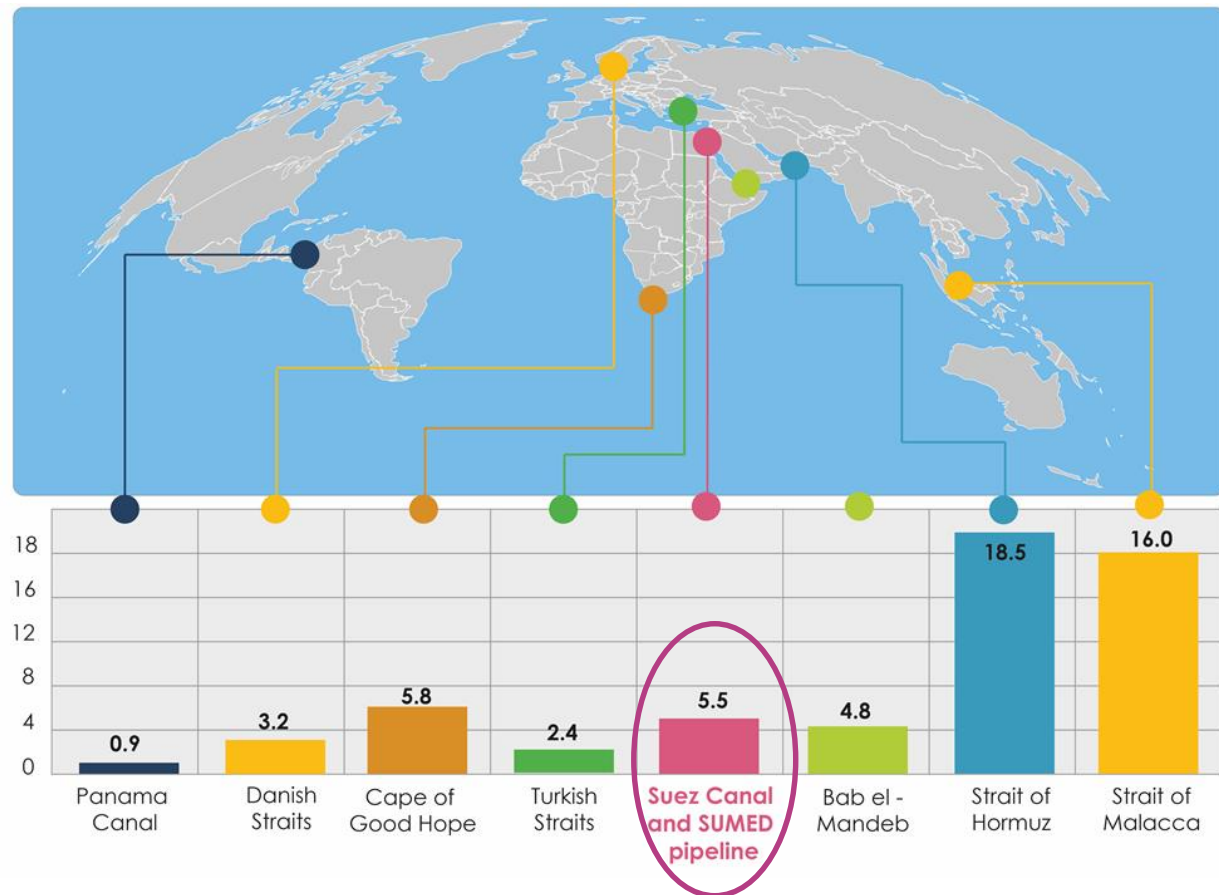 18
16
12
8
4
0
0.9
3.2
5.8
2.4
5.5
4.8
18.5
16.0
Panama
Canal
Danish
Straits
Cape of
Good Hope
Turkish
Straits
Suez Canal
and SUMED
pipeline
Bab el -
Mandeb
Strait of
Hormuz
Strait of
Malacca